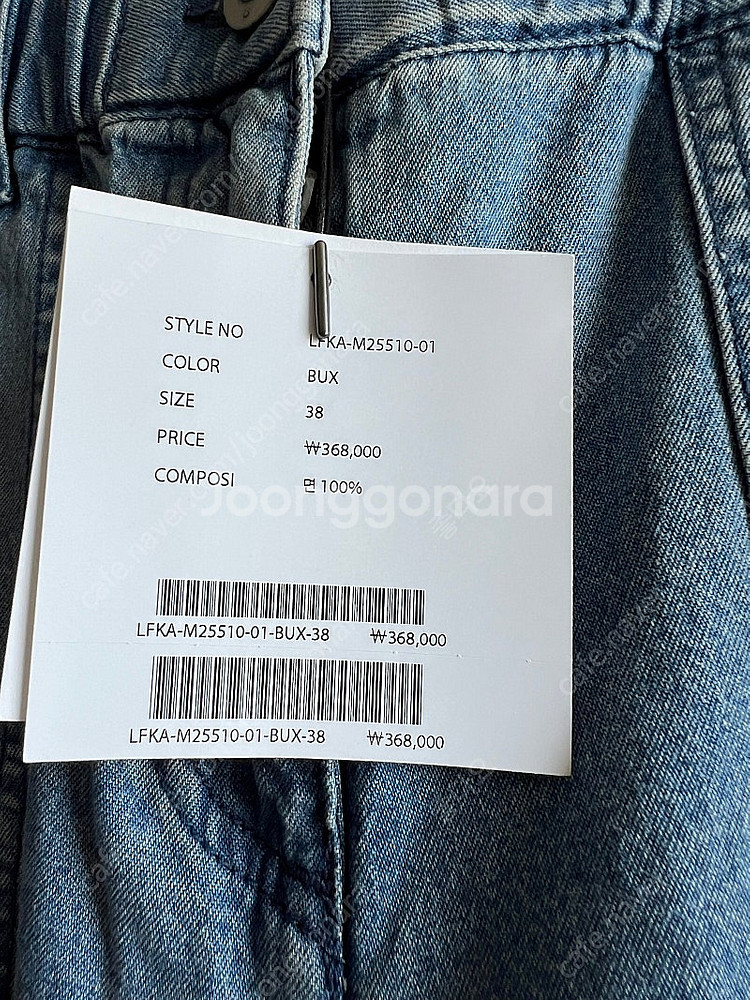 STYLE NO LFKA-M25510-01
COLOR BUX
SIZE 38
PRICE ₩368,000
COMPOSI 면 100%
Joonggonara
LFKA-M25510-01-BUX-38 ₩368,000
LFKA-M25510-01-BUX-38 ₩368,000